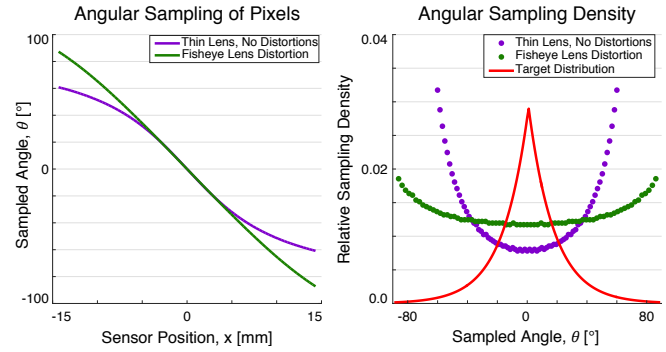 Angular Sampling of Pixels
100
Thin Lens, No Distortions
Fisheye Lens Distortion
Sampled Angle, θ [°]
0
-100
-15
0
15
Sensor Position, x [mm]
Angular Sampling Density
0.04
Thin Lens, No Distortions
Fisheye Lens Distortion
Target Distribution
Relative Sampling Density
0.02
0.0
-80
-40
0
40
80
Sampled Angle, θ [°]